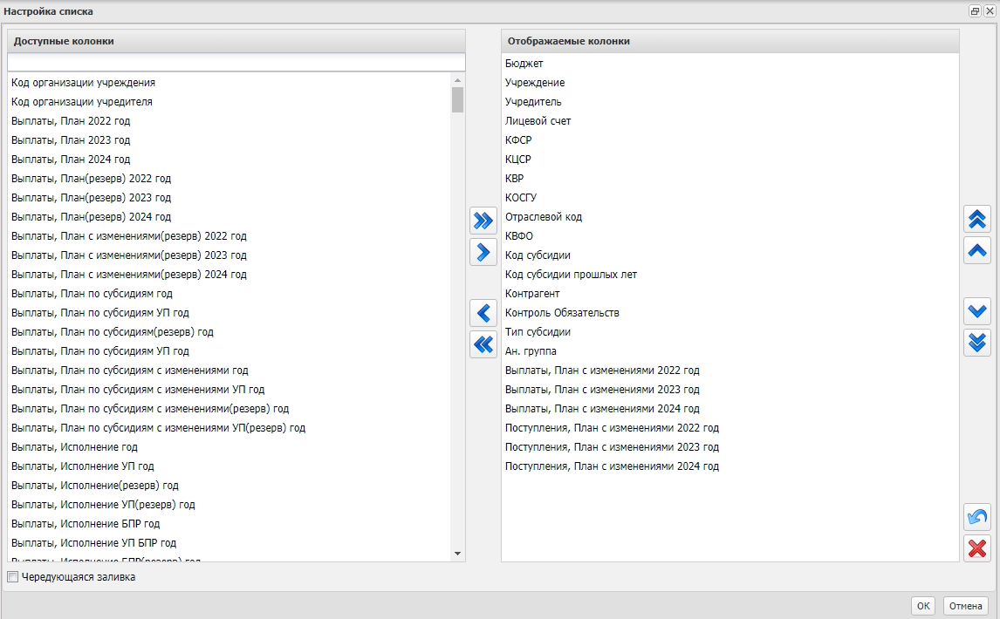 Настройка списка
Доступные колонки
Код организации учреждения
Код организации учредителя
Выплаты, План 2022 год
Выплаты, План 2023 год
Выплаты, План 2024 год
Выплаты, План(резерв) 2022 год
Выплаты, План(резерв) 2023 год
Выплаты, План(резерв) 2024 год
Выплаты, План с изменениями(резерв) 2022 год
Выплаты, План с изменениями(резерв) 2023 год
Выплаты, План с изменениями(резерв) 2024 год
Выплаты, План по субсидиям год
Выплаты, План по субсидиям УП год
Выплаты, План по субсидиям(резерв) год
Выплаты, План по субсидиям УП год
Выплаты, План по субсидиям с изменениями год
Выплаты, План по субсидиям с изменениями УП год
Выплаты, План по субсидиям с изменениями(резерв) год
Выплаты, План по субсидиям с изменениями УП(резерв) год
Выплаты, Исполнение год
Выплаты, Исполнение УП год
Выплаты, Исполнение(резерв) год
Выплаты, Исполнение УП(резерв) год
Выплаты, Исполнение БПР год
Выплаты, Исполнение УП БПР год
Выплаты, Исполнение БПР(резерв) год
Отображаемые колонки
Бюджет
Учреждение
Учредитель
Лицевой счет
КФСР
КЦСР
КВР
КОСГУ
Отраслевой код
КВФО
Код субсидии
Код субсидии прошлых лет
Контрагент
Контроль Обязательств
Тип субсидии
Ан. группа
Выплаты, План с изменениями 2022 год
Выплаты, План с изменениями 2023 год
Выплаты, План с изменениями 2024 год
Поступления, План с изменениями 2022 год
Поступления, План с изменениями 2023 год
Поступления, План с изменениями 2024 год
Чередующаяся заливка
ОК
Отмена